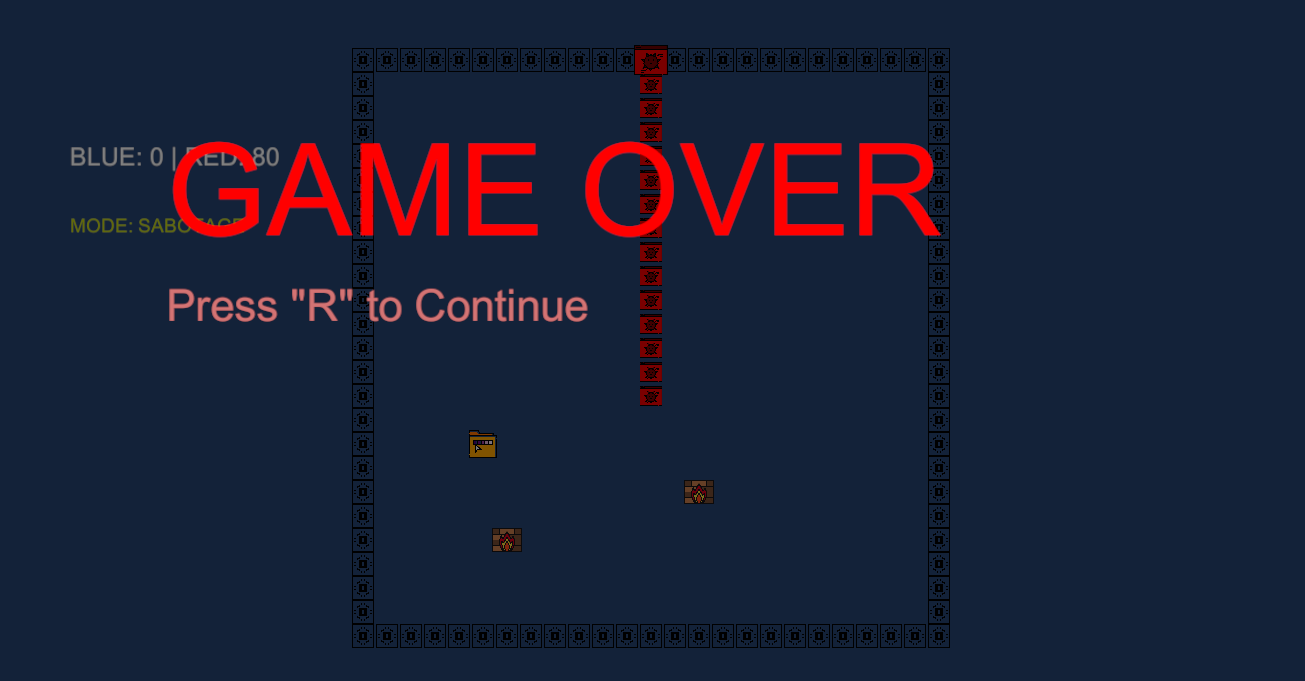 GAME OVER
BLUE: 0 | RED: 80
MODE: SABOTAGE
Press "R" to Continue